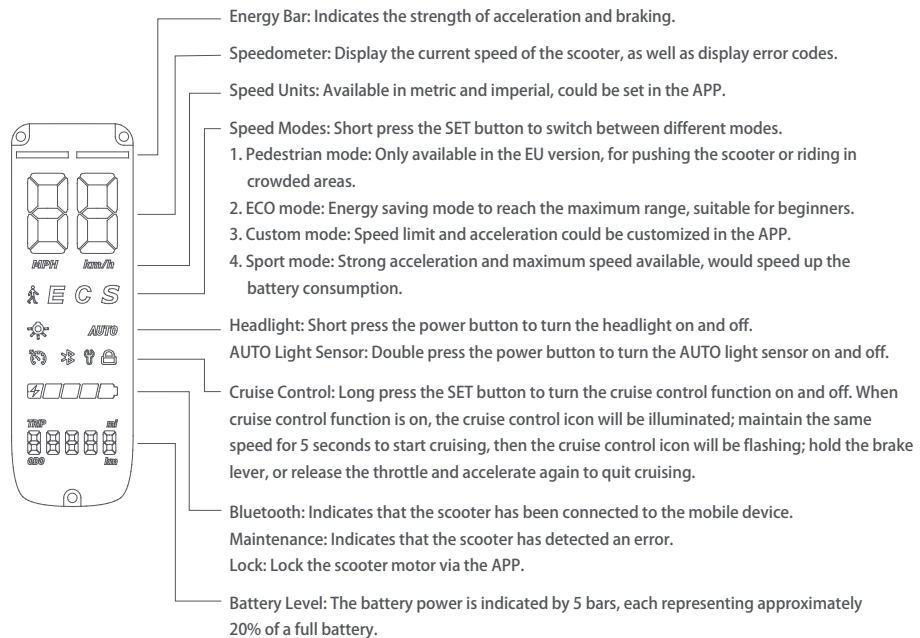 Energy Bar: Indicates the strength of acceleration and braking.
Speedometer: Display the current speed of the scooter, as well as display error codes.
Speed Units: Available in metric and imperial, could be set in the APP.
Speed Modes: Short press the SET button to switch between different modes.
1. Pedestrian mode: Only available in the EU version, for pushing the scooter or riding in
crowded areas.
2. ECO mode: Energy saving mode to reach the maximum range, suitable for beginners.
3. Custom mode: Speed limit and acceleration could be customized in the APP.
4. Sport mode: Strong acceleration and maximum speed available, would speed up the
battery consumption.
Headlight: Short press the power button to turn the headlight on and off.
AUTO Light Sensor: Double press the power button to turn the AUTO light sensor on and off.
Cruise Control: Long press the SET button to turn the cruise control function on and off. When
cruise control function is on, the cruise control icon will be illuminated; maintain the same
speed for 5 seconds to start cruising, then the cruise control icon will be flashing; hold the brake
lever, or release the throttle and accelerate again to quit cruising.
Bluetooth: Indicates that the scooter has been connected to the mobile device.
Maintenance: Indicates that the scooter has detected an error.
Lock: Lock the scooter motor via the APP.
Battery Level: The battery power is indicated by 5 bars, each representing approximately
20% of a full battery.
88
MPH km/h
E C S
AUTO
TRIP mi
88888
ODO km